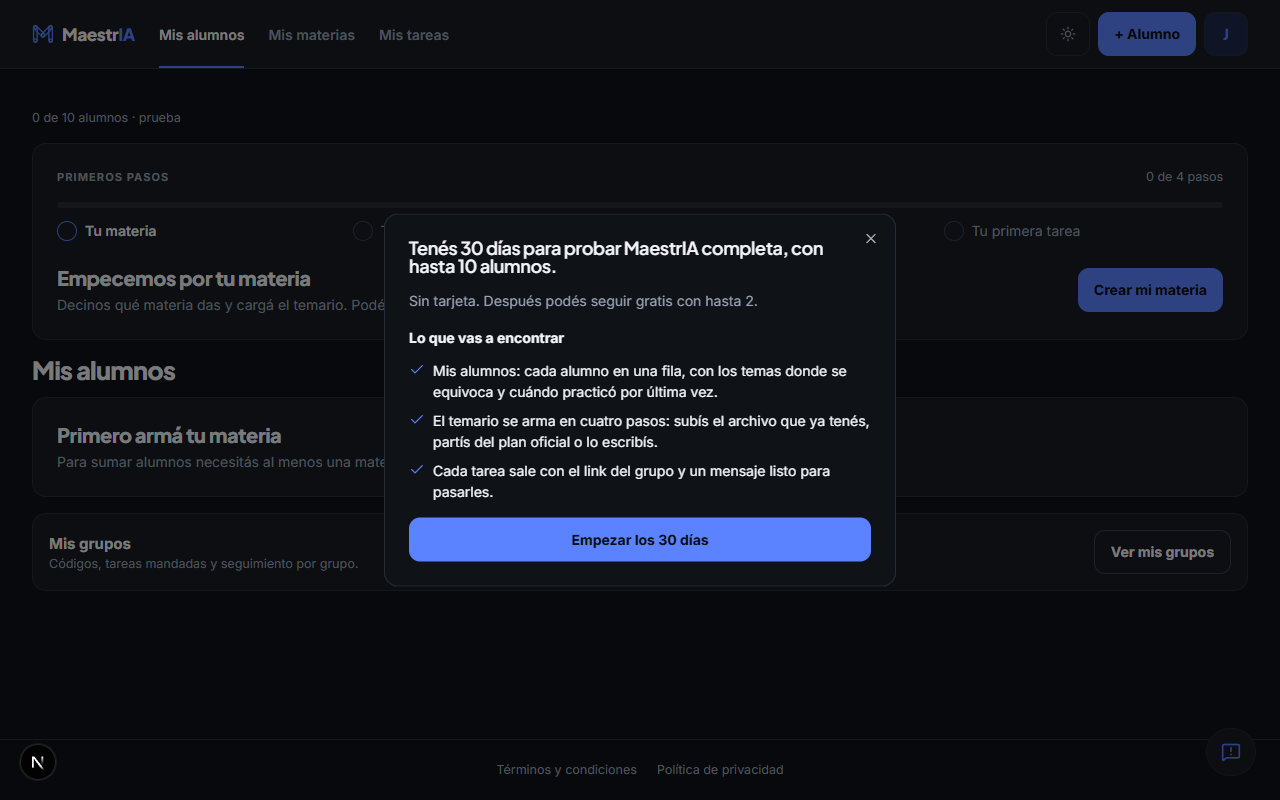 MaestrIA
Mis alumnos
Mis materias
Mis tareas
+ Alumno
J
0 de 10 alumnos · prueba
PRIMEROS PASOS
0 de 4 pasos
Tu materia
Tu primera tarea
Empecemos por tu materia
Decinos qué materia das y cargá el temario. Podé
Crear mi materia
Tenés 30 días para probar MaestrIA completa, con
hasta 10 alumnos.
Sin tarjeta. Después podés seguir gratis con hasta 2.
Lo que vas a encontrar
Mis alumnos: cada alumno en una fila, con los temas donde se
equivoca y cuándo practicó por última vez.
El temario se arma en cuatro pasos: subís el archivo que ya tenés,
partís del plan oficial o lo escribís.
Cada tarea sale con el link del grupo y un mensaje listo para
pasarles.
Empezar los 30 días
Mis alumnos
Primero armá tu materia
Para sumar alumnos necesitás al menos una mate
Mis grupos
Códigos, tareas mandadas y seguimiento por grupo.
Ver mis grupos
N
Términos y condiciones
Política de privacidad